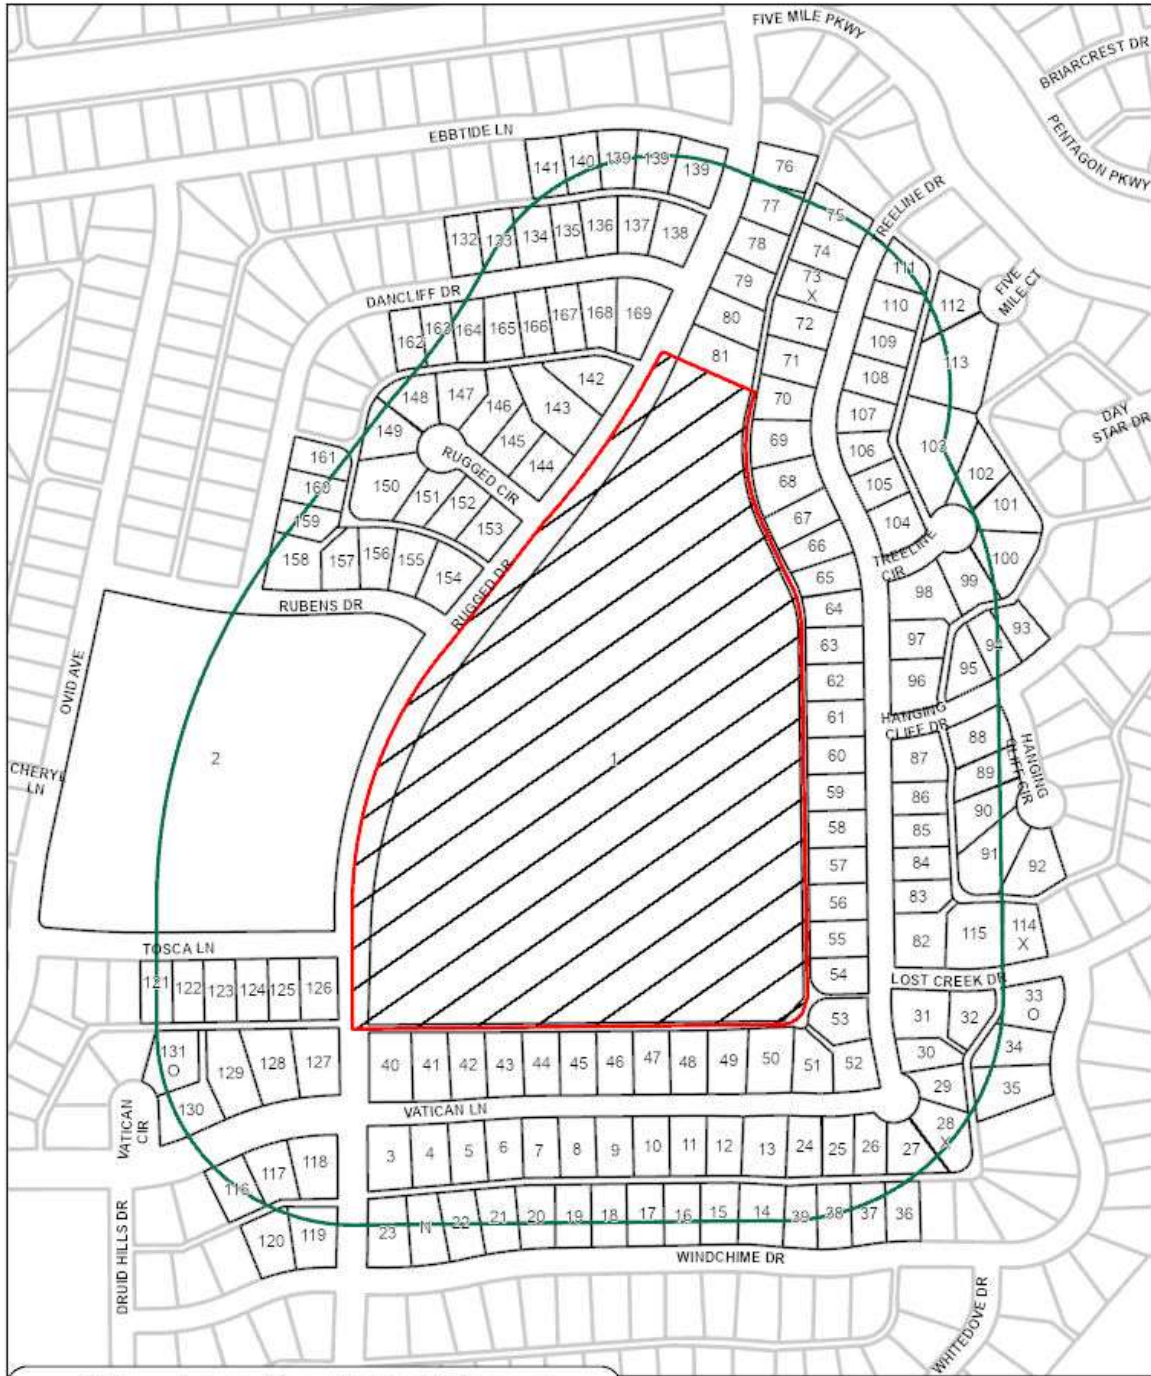 FIVE MILE PKWY
BRIARCREST DR
PENTAGON PKWY
EBBTIDE LN
141 140 139 139 139
76
77
75
REELINE DR
132 133 134 135 136 137 138
78
74
111
FIVE
MILE CT
DANCLIFF DR
79
73
X
110
112
162 163 164 165 166 167 168 169
80
72
109
113
81
71
108
142
148 147 146 143
70
107
DAY
STAR DR
149
145
144
69
106
103
102
161
RUGGED CIR
160
150 151 152 153
68
105
101
159
67
104
158 157 156 155 154
66
TREELINE
CIR
100
RUGGED DR
65
99
98
RUBENS DR
64
93
94
63
97
95
OVID AVE
62
96
61
HANGING
CLIFF DR
88
HANGING
CLIFF CIR
2
1
60
87
89
CHERYL
LN
59
86
90
58
85
91
57
84
92
56
83
114
X
55
82
115
TOSCA LN
54
LOST CREEK DR
121 122 123 124 125 126
33
O
53
31
32
131
O
129 128 127
40 41 42 43 44 45 46 47 48 49 50 51 52
30
34
29
35
130
VATICAN
CIR
VATICAN LN
28
X
3 4 5 6 7 8 9 10 11 12 13 24 25 26 27
118
117
116
23 N 22 21 20 19 18 17 16 15 14 39 38 37 36
120 119
DRUID HILLS DR
WINDCHIME DR
WHITEDOVE DR